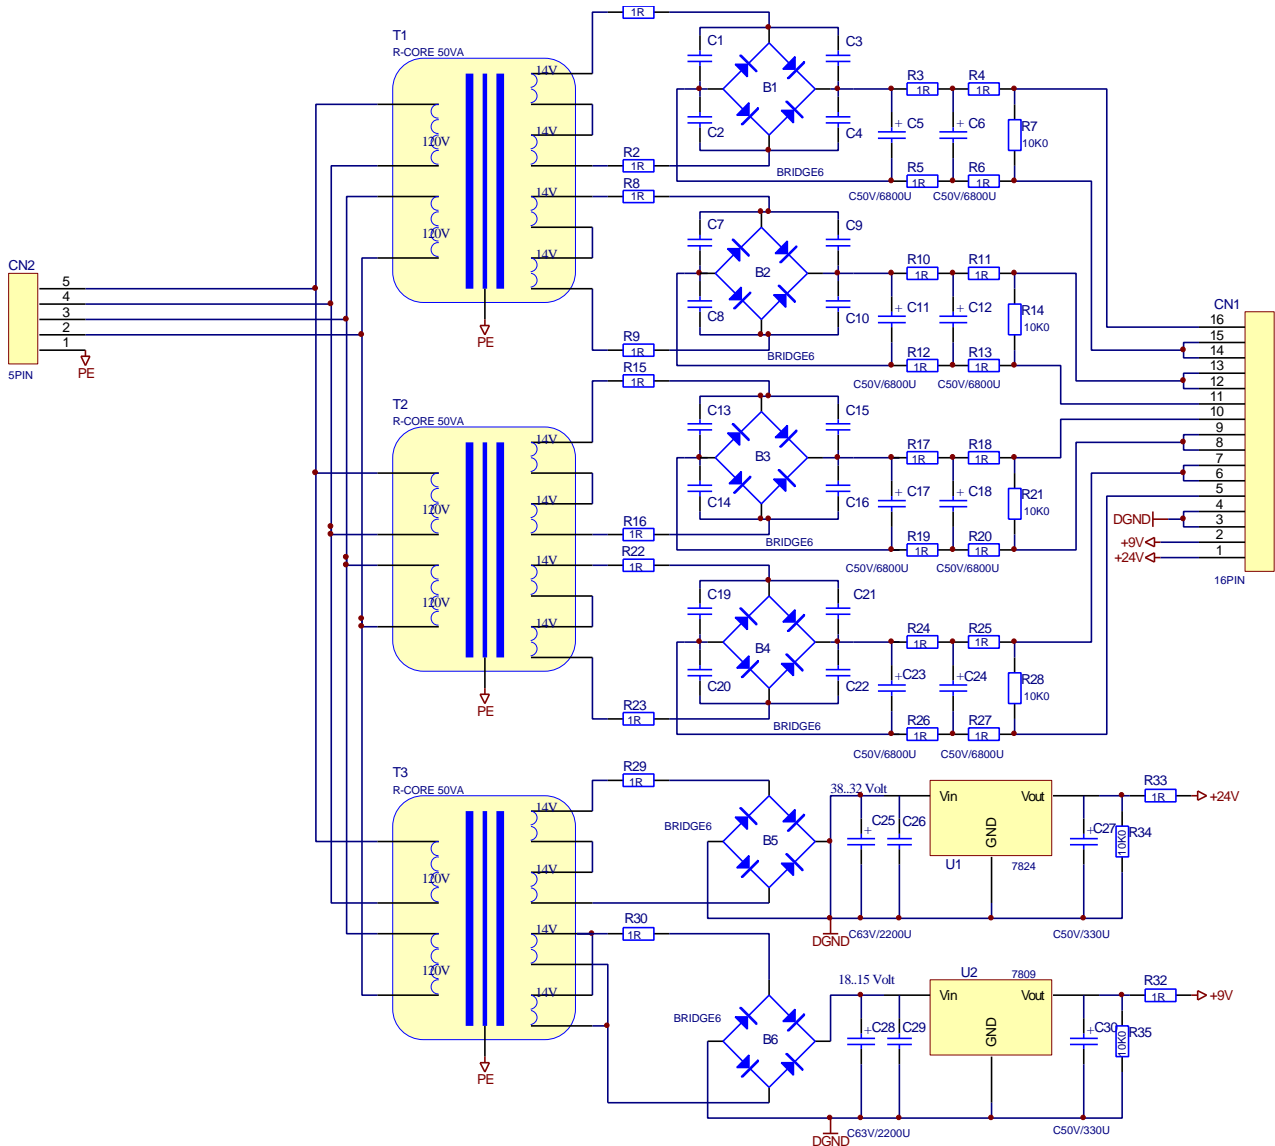 1R
T1
R-CORE 50VA
14V
14V
14V
14V
120V
120V
PE
R2
1R
R8
1R
R9
1R
C1
C3
B1
C2
C4
BRIDGE6
R3
1R
R4
1R
+ C5
+ C6
R7
10K0
R5
1R
R6
1R
C50V/6800U
C50V/6800U
C7
C9
B2
C8
C10
BRIDGE6
R10
1R
R11
1R
+ C11
+ C12
R14
10K0
R12
1R
R13
1R
C50V/6800U
C50V/6800U
CN2
5
4
3
2
1
PE
5PIN
CN1
16
15
14
13
12
11
10
9
8
7
6
5
4
3
2
1
DGND
+9V
+24V
16PIN
T2
R-CORE 50VA
14V
14V
14V
14V
120V
120V
PE
R15
1R
R16
1R
R22
1R
R23
1R
C13
C15
B3
C14
C16
BRIDGE6
R17
1R
R18
1R
+ C17
+ C18
R21
10K0
R19
1R
R20
1R
C50V/6800U
C50V/6800U
C19
C21
B4
C20
C22
BRIDGE6
R24
1R
R25
1R
+C23
+C24
R28
10K0
R26
1R
R27
1R
C50V/6800U
C50V/6800U
T3
R-CORE 50VA
14V
14V
14V
14V
120V
120V
PE
R29
1R
BRIDGE6
B5
38..32 Volt
C25
+
C26
Vin
Vout
GND
U1
7824
+C27
R33
1R
+24V
R34
10K0
DGND
C63V/2200U
C50V/330U
R30
1R
BRIDGE6
B6
18..15 Volt
+C28
C29
U2
7809
Vin
Vout
GND
+C30
R32
1R
+9V
R35
10K0
DGND
C63V/2200U
C50V/330U